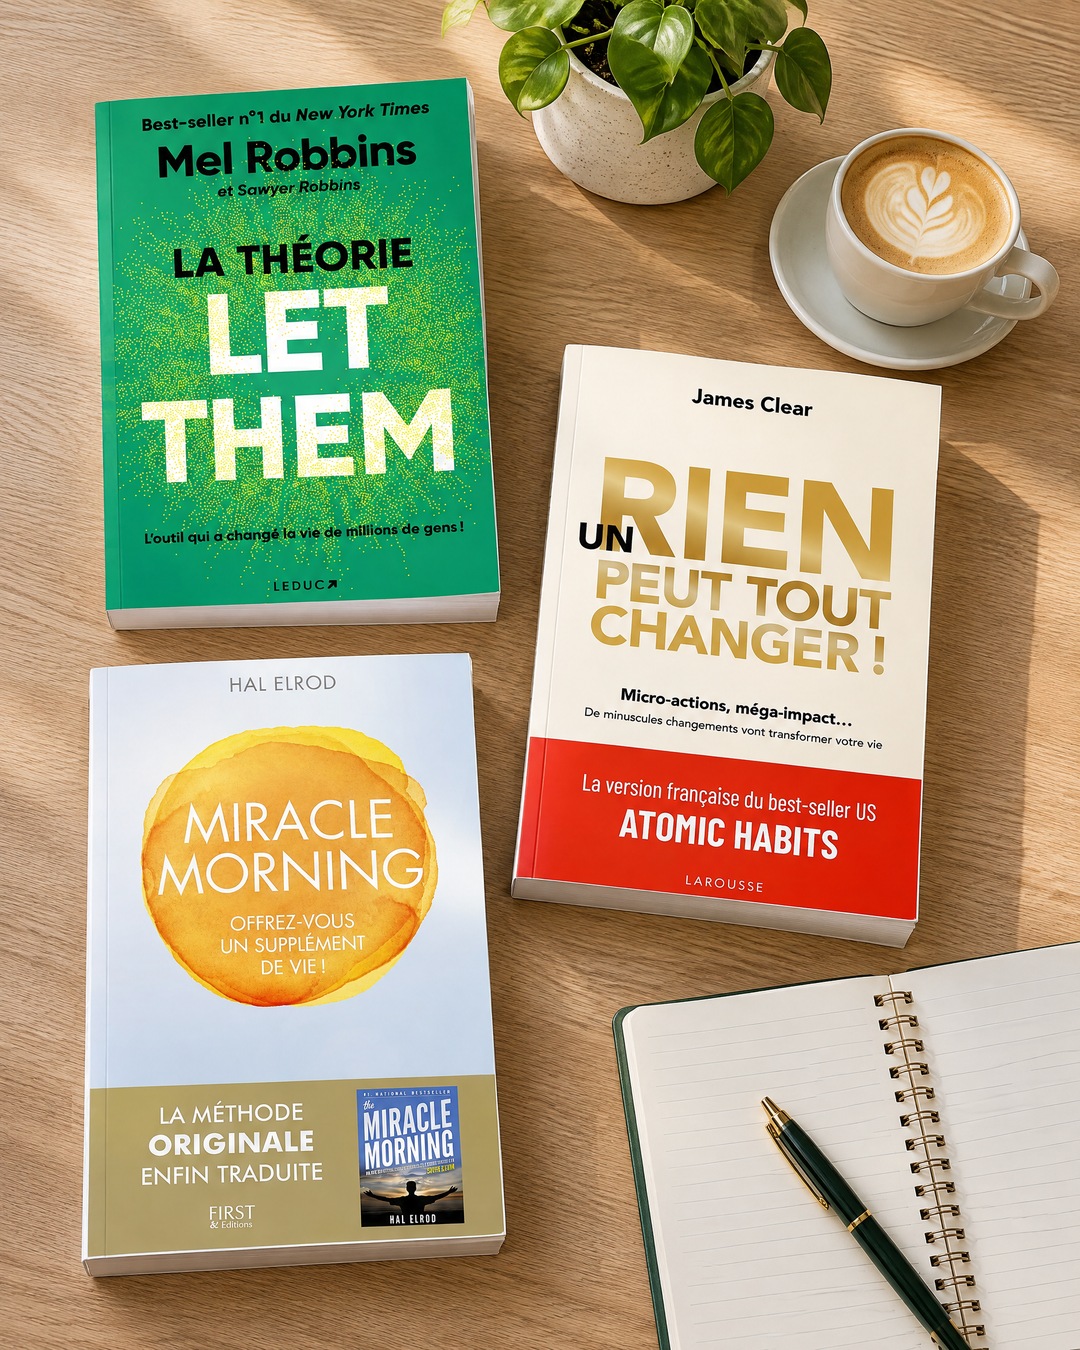 Best-seller n°1 du New York Times
Mel Robbins
et Sawyer Robbins
LA THÉORIE
LET
THEM
L'outil qui a changé la vie de millions de gens !
LEDUC
James Clear
UN RIEN
PEUT TOUT
CHANGER !
Micro-actions, méga-impact...
De minuscules changements vont transformer votre vie
La version française du best-seller US
ATOMIC HABITS
LAROUSSE
HAL ELROD
MIRACLE
MORNING
OFFREZ-VOUS
UN SUPPLÉMENT
DE VIE !
LA MÉTHODE
ORIGINALE
ENFIN TRADUITE
FIRST
& Editions
#1 NATIONAL BESTSELLER
the
MIRACLE
MORNING
HAL ELROD